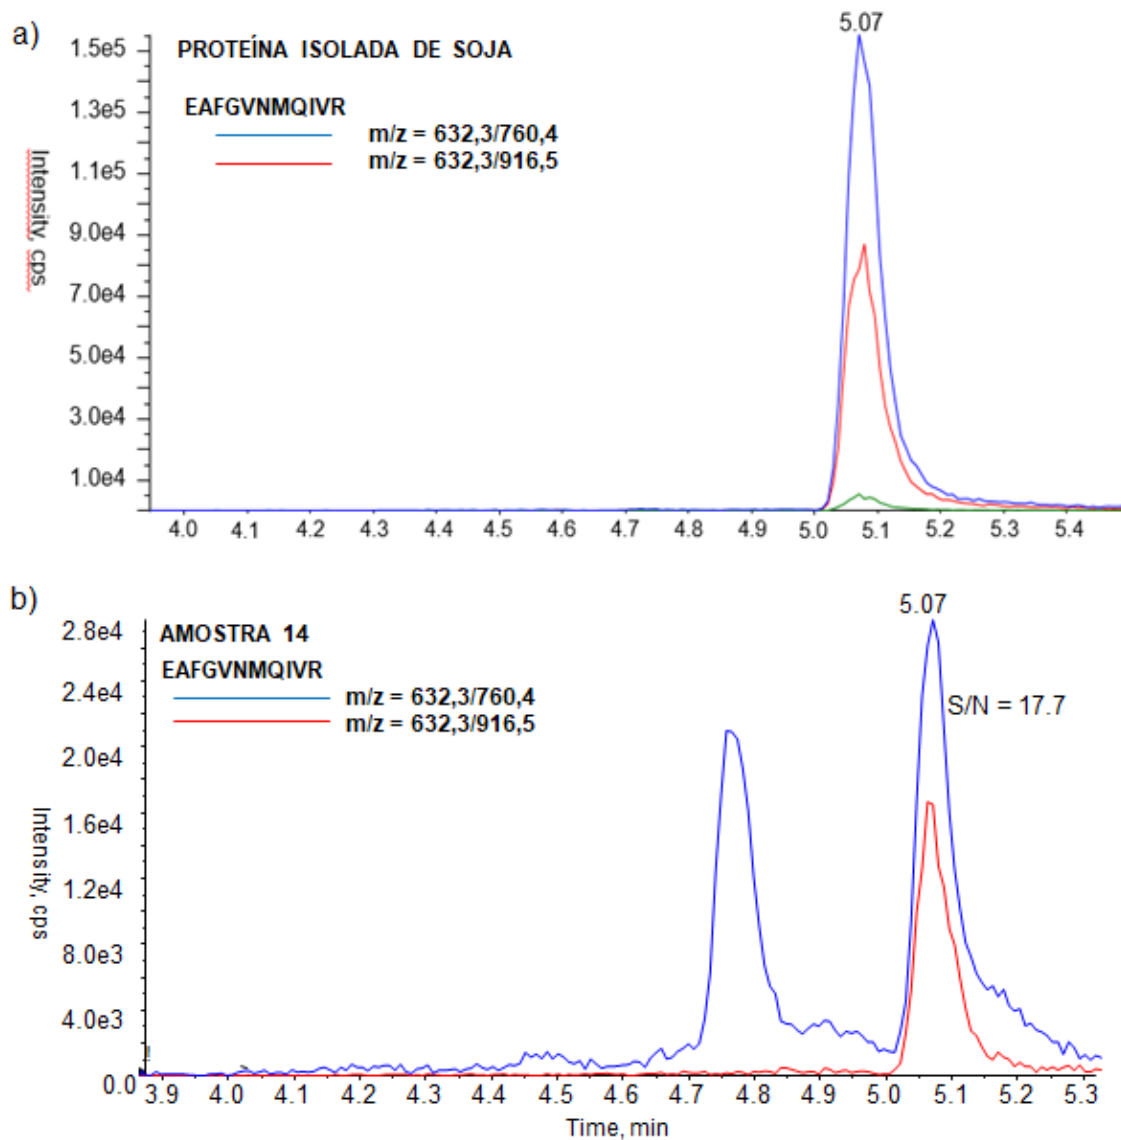 a)
5.07
PROTEÍNA ISOLADA DE SOJA
EAFGVNMQIVR
m/z = 632,3/760,4
m/z = 632,3/916,5
Intensity, cps
1.5e5
1.3e5
1.1e5
9.0e4
7.0e4
5.0e4
3.0e4
1.0e4
4.0 4.1 4.2 4.3 4.4 4.5 4.6 4.7 4.8 4.9 5.0 5.1 5.2 5.3 5.4
b)
5.07
AMOSTRA 14
EAFGVNMQIVR
m/z = 632,3/760,4
m/z = 632,3/916,5
S/N = 17.7
Intensity, cps
2.8e4
2.4e4
2.0e4
1.6e4
1.2e4
8.0e3
4.0e3
0.0
3.9 4.0 4.1 4.2 4.3 4.4 4.5 4.6 4.7 4.8 4.9 5.0 5.1 5.2 5.3
Time, min